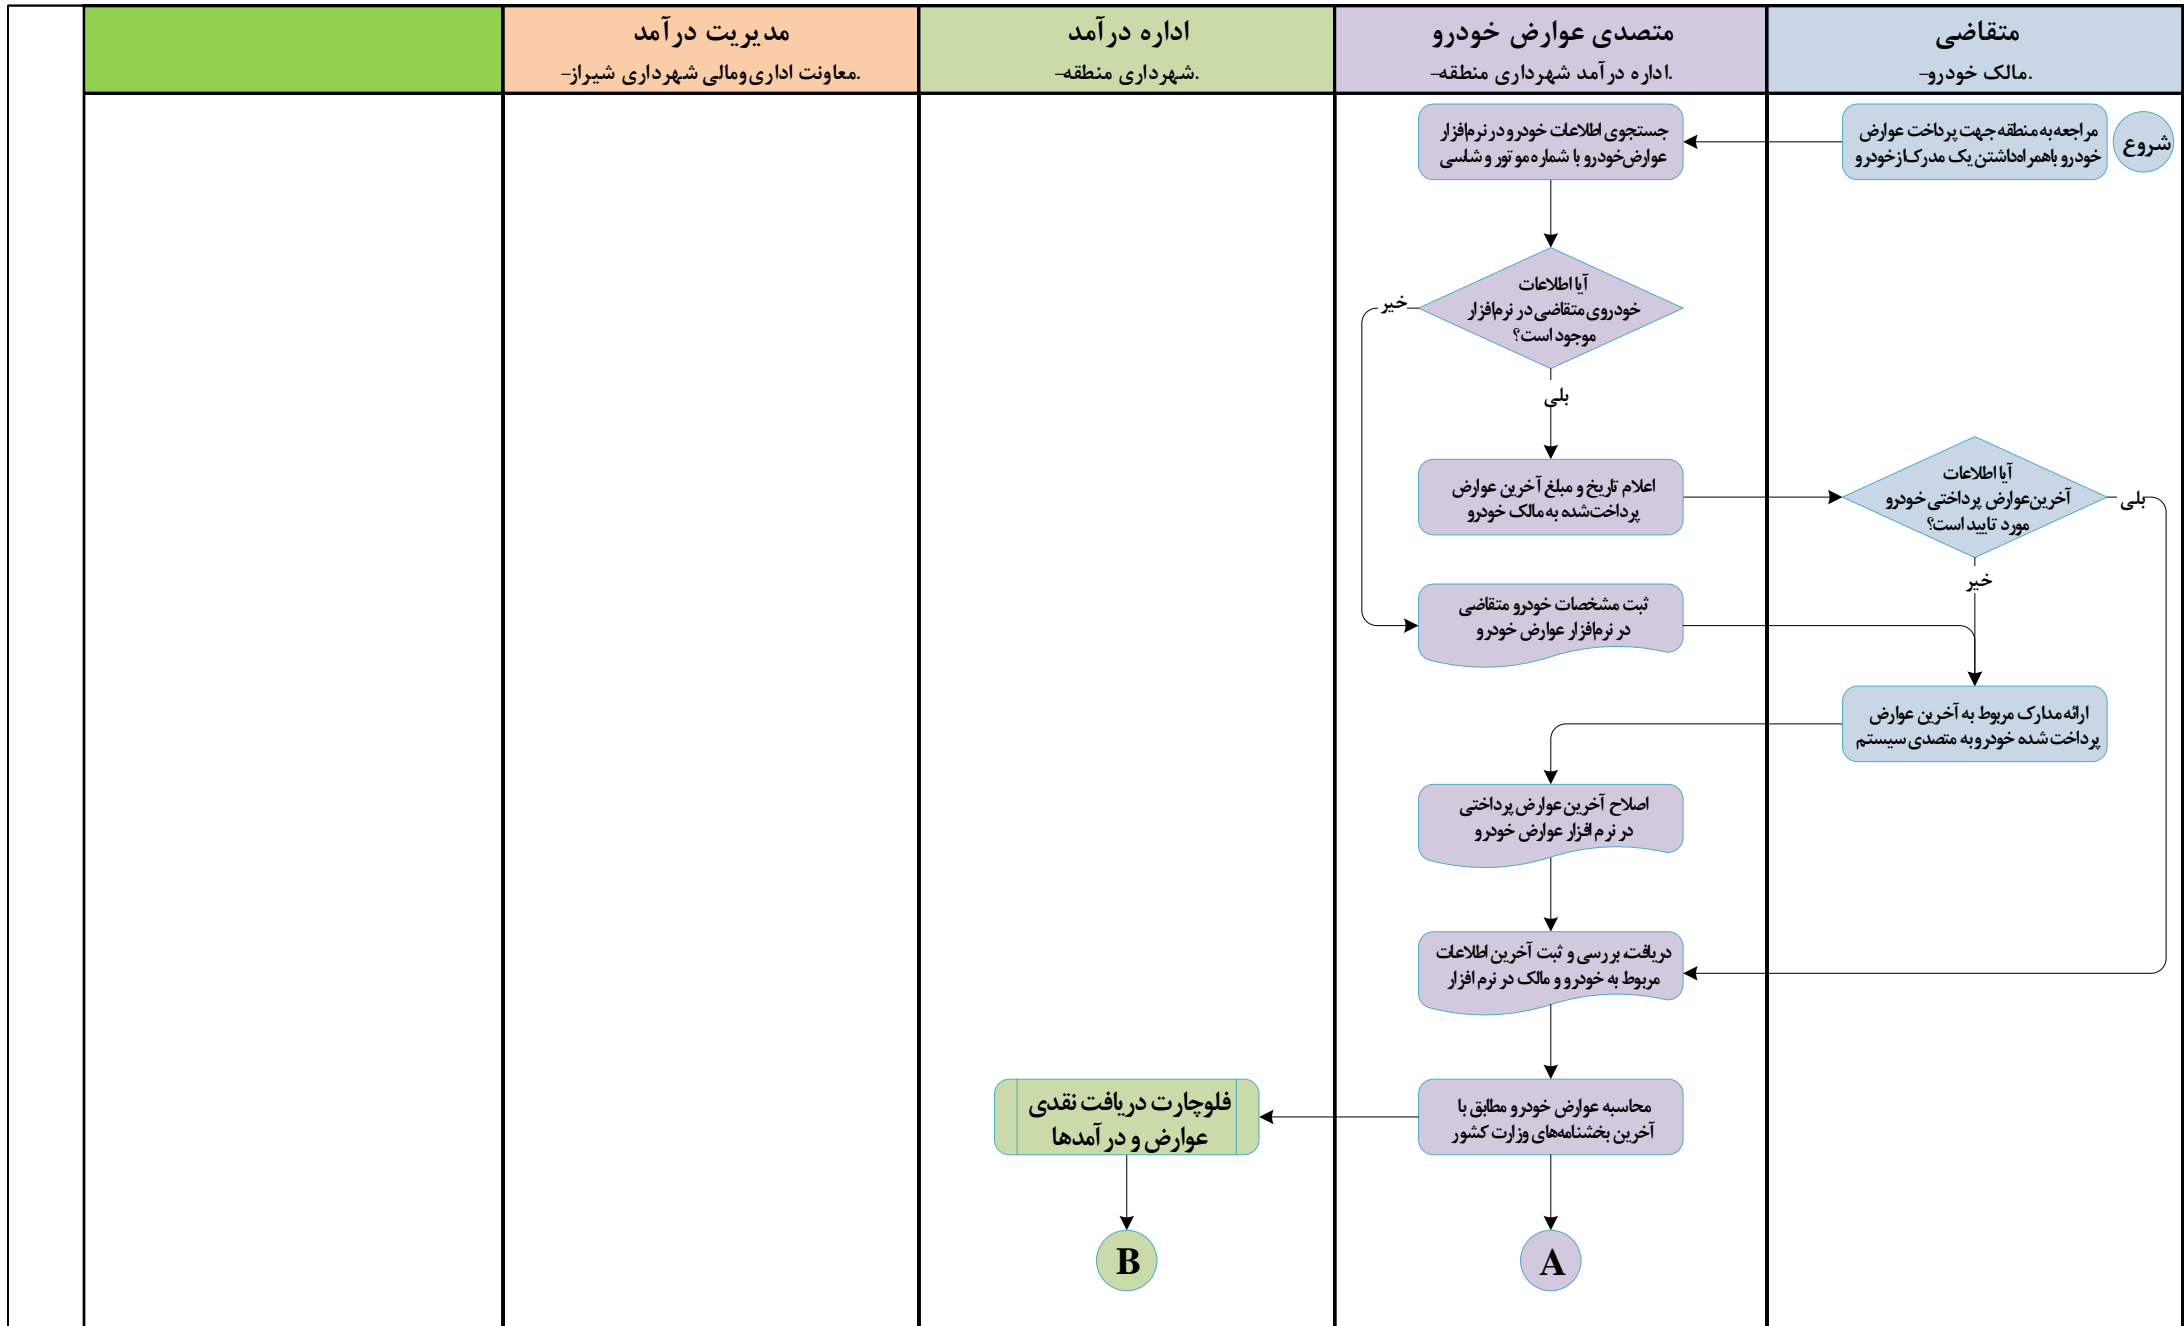 متقاضی
-مالک خودرو.
متصدی عوارض خودرو
-اداره درآمد شهرداری منطقه.
اداره درآمد
-شهرداری منطقه.
مدیریت درآمد
-معاونت اداری‌ومالی شهرداری شیراز.
شروع
مراجعه‌به‌منطقه‌جهت پرداخت عوارض
خودرو باهمراه‌داشتن یک مدرک‌ازخودرو
جستجوی اطلاعات خودرو در نرم‌افزار
عوارض‌خودرو با شماره‌موتور و شاسی
آیا اطلاعات
خودروی متقاضی در نرم‌افزار
موجود است؟
خیر
بلی
اعلام تاریخ و مبلغ آخرین عوارض
پرداخت‌شده به مالک خودرو
آیا اطلاعات
آخرین‌عوارض پرداختی خودرو
مورد تایید است؟
بلی
خیر
ثبت مشخصات خودرو متقاضی
در نرم‌افزار عوارض خودرو
ارائه مدارک مربوط به آخرین عوارض
پرداخت شده خودرو به متصدی سیستم
اصلاح آخرین عوارض پرداختی
در نرم افزار عوارض خودرو
دریافت، بررسی و ثبت آخرین اطلاعات
مربوط به خودرو و مالک در نرم افزار
محاسبه عوارض خودرو مطابق با
آخرین بخشنامه‌های وزارت کشور
فلوچارت دریافت نقدی
عوارض و درآمدها
A
B